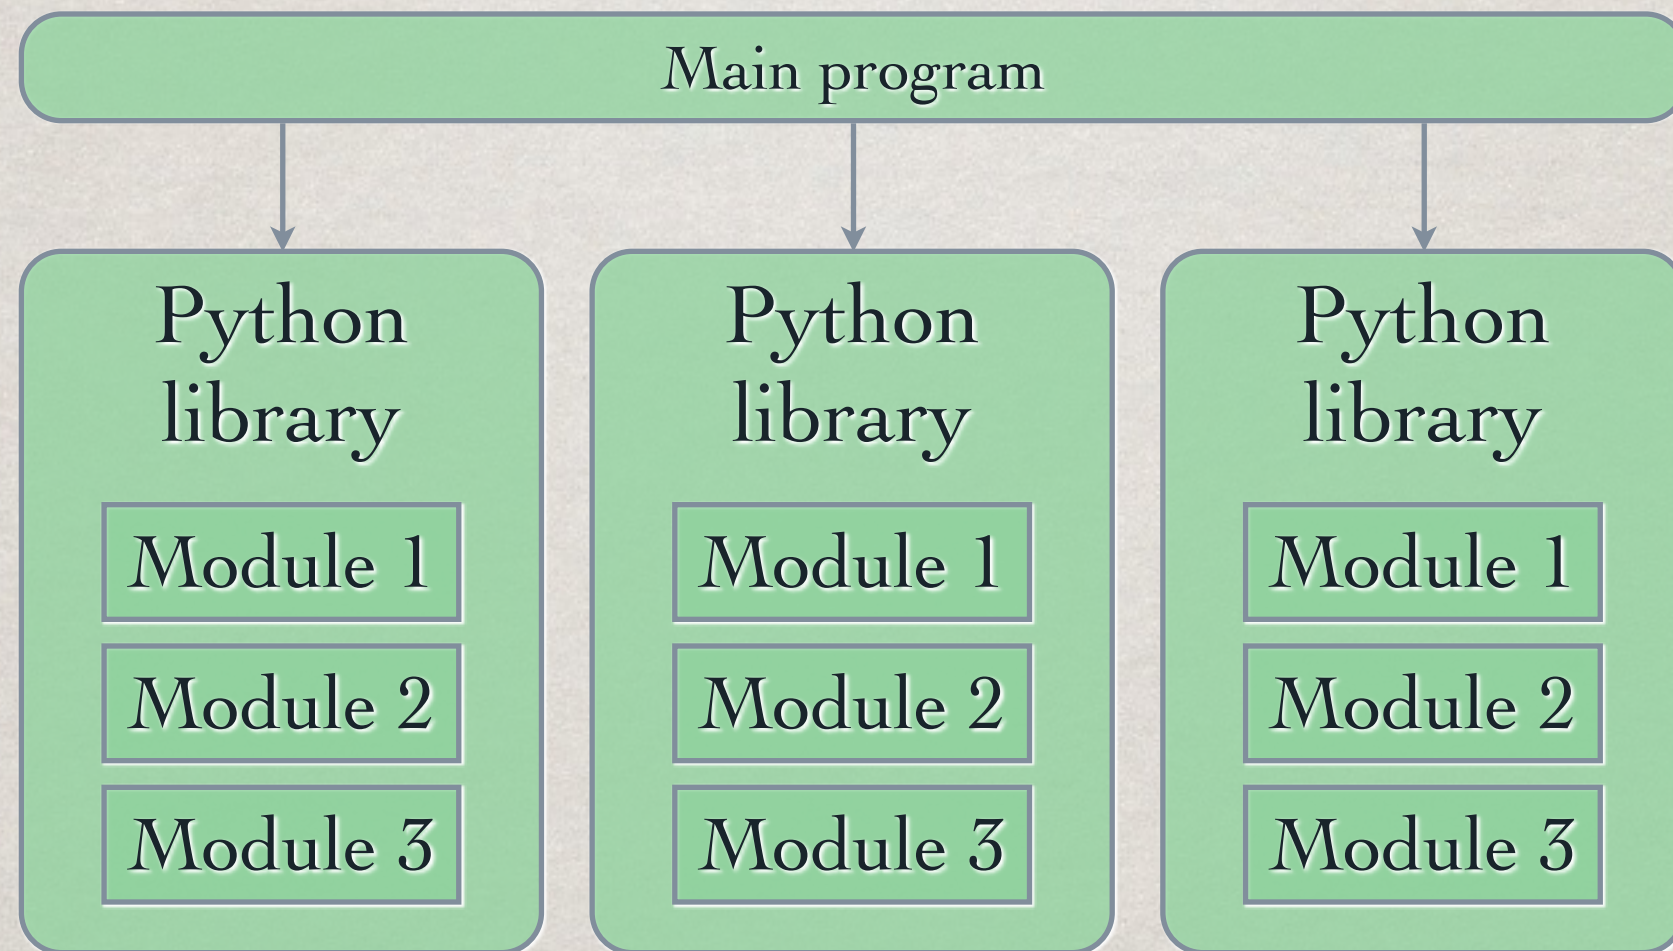 Main program
Python
library
Module 1
Module 2
Module 3
Python
library
Module 1
Module 2
Module 3
Python
library
Module 1
Module 2
Module 3